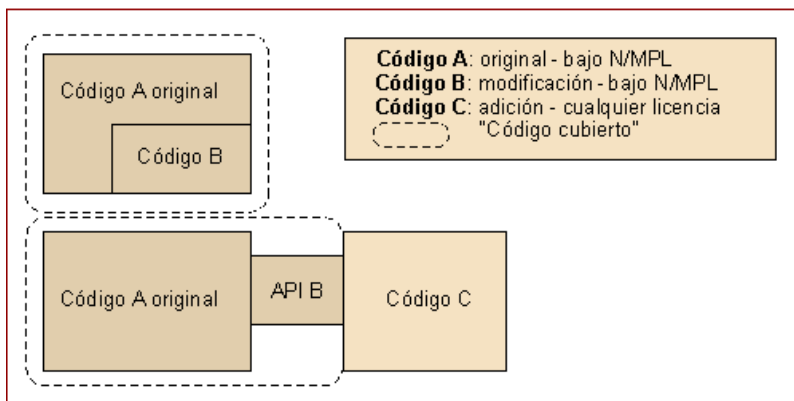 Código A original
Código B
Código A: original - bajo N/MPL
Código B: modificación - bajo N/MPL
Código C: adición - cualquier licencia
"Código cubierto"
Código A original
API B
Código C